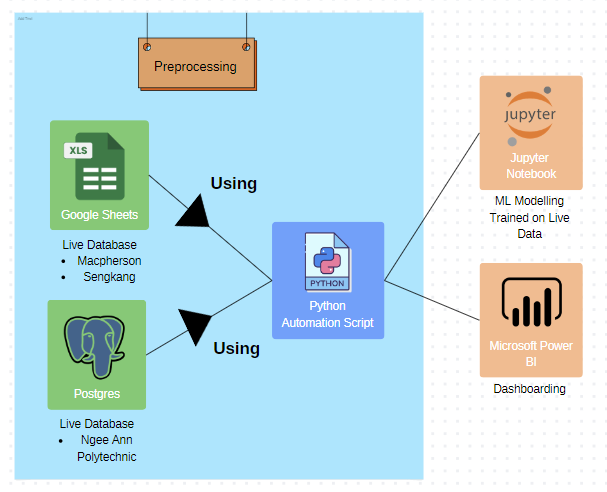 Preprocessing
XLS
Google Sheets
Live Database
• Macpherson
• Sengkang
Using
Postgres
Live Database
• Ngee Ann
Polytechnic
Using
PYTHON
Python
Automation Script
jupyter
Jupyter
Notebook
ML Modelling
Trained on Live
Data
Microsoft Power
BI
Dashboarding